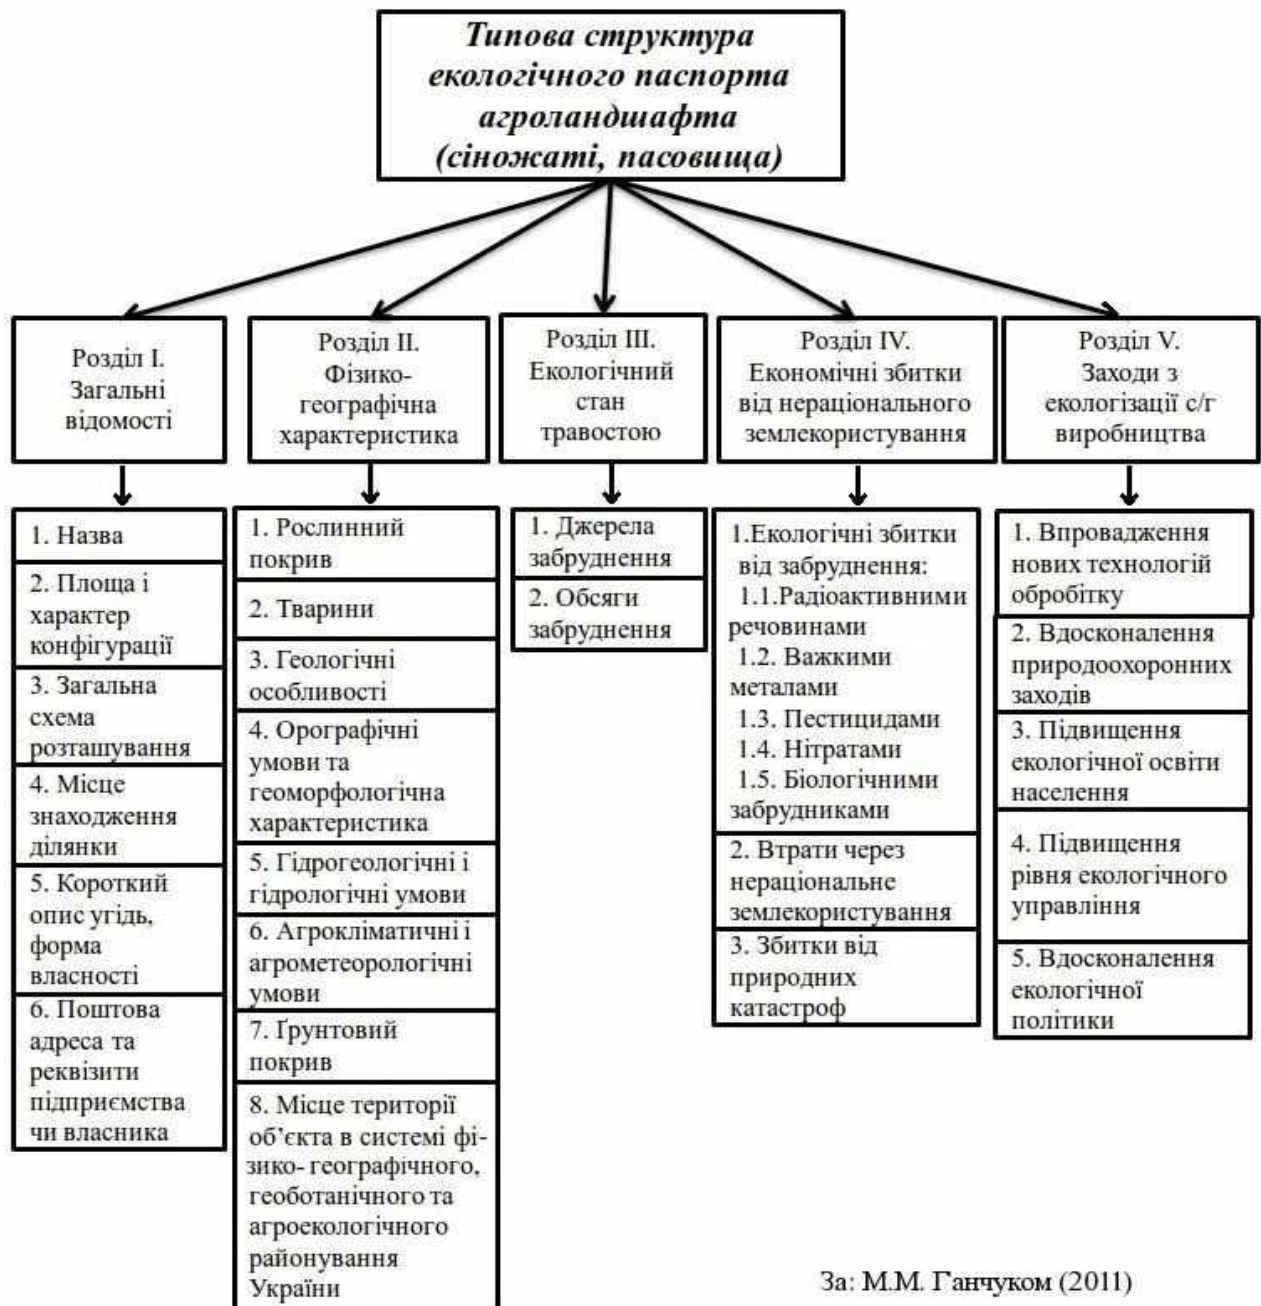 Типова структура
екологічного паспорта
агроландшафта
(сіножаті, пасовища)
Розділ I.
Загальні
відомості
Розділ II.
Фізико-
географічна
характеристика
Розділ III.
Екологічний
стан
травостою
Розділ IV.
Економічні збитки
від нераціонального
землекористування
Розділ V.
Заходи з
екологізації с/г
виробництва
1. Назва
2. Площа і
характер
конфігурації
3. Загальна
схема
розташування
4. Місце
знаходження
ділянки
5. Короткий
опис угідь,
форма
власності
6. Поштова
адреса та
реквізити
підприємства
чи власника
1. Рослинний
покрив
2. Тварини
3. Геологічні
особливості
4. Орографічні
умови та
геоморфологічна
характеристика
5. Гідрогеологічні і
гідрологічні умови
6. Агрокліматичні і
агрометеорологічні
умови
7. Ґрунтовий
покрив
8. Місце території
об’єкта в системі фі-
зико- географічного,
геоботанічного та
агроекологічного
районування
України
1. Джерела
забруднення
2. Обсяги
забруднення
1.Екологічні збитки
від забруднення:
1.1.Радіоактивними
речовинами
1.2. Важкими
металами
1.3. Пестицидами
1.4. Нітратами
1.5. Біологічними
забрудниками
2. Втрати через
нераціональне
землекористування
3. Збитки від
природних
катастроф
1. Впровадження
нових технологій
обробітку
2. Вдосконалення
природоохоронних
заходів
3. Підвищення
екологічної освіти
населення
4. Підвищення
рівня екологічного
управління
5. Вдосконалення
екологічної
політики
За: М.М. Ганчуком (2011)